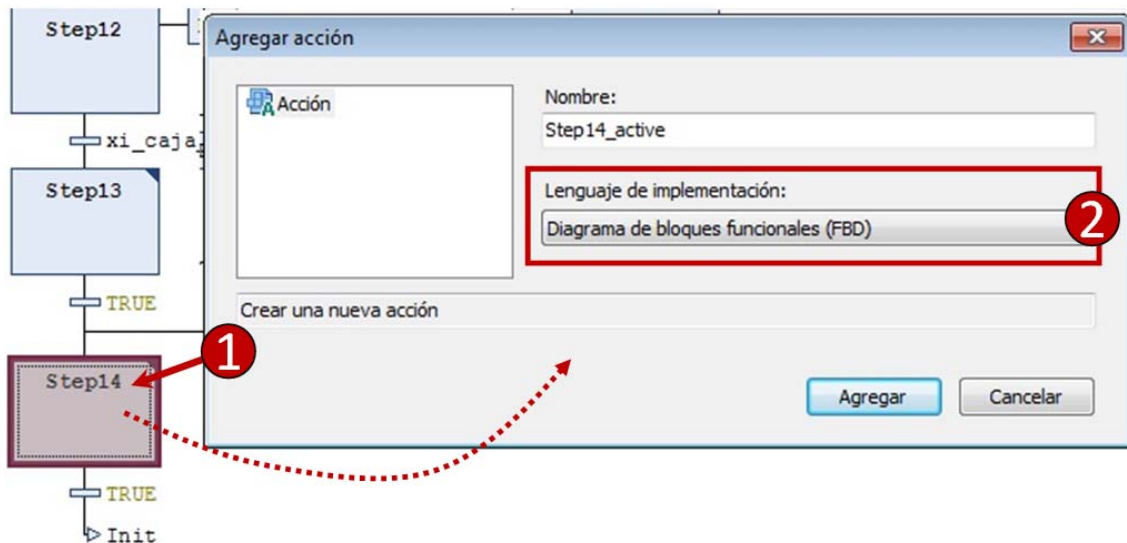 Step12
xi_caja
Step13
TRUE
1
Step14
TRUE
Init
Agregar acción
Acción
Nombre:
Step14_active
Lenguaje de implementación:
Diagrama de bloques funcionales (FBD)
2
Crear una nueva acción
Agregar
Cancelar